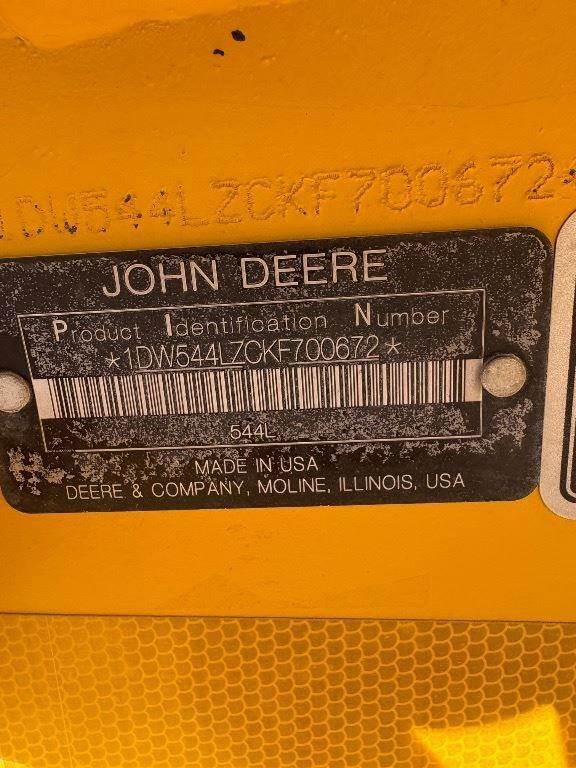 1DW544LZCKF700672*
JOHN DEERE
Product Identification Number
*1DW544LZCKF700672*
544L
MADE IN USA
DEERE & COMPANY, MOLINE, ILLINOIS, USA